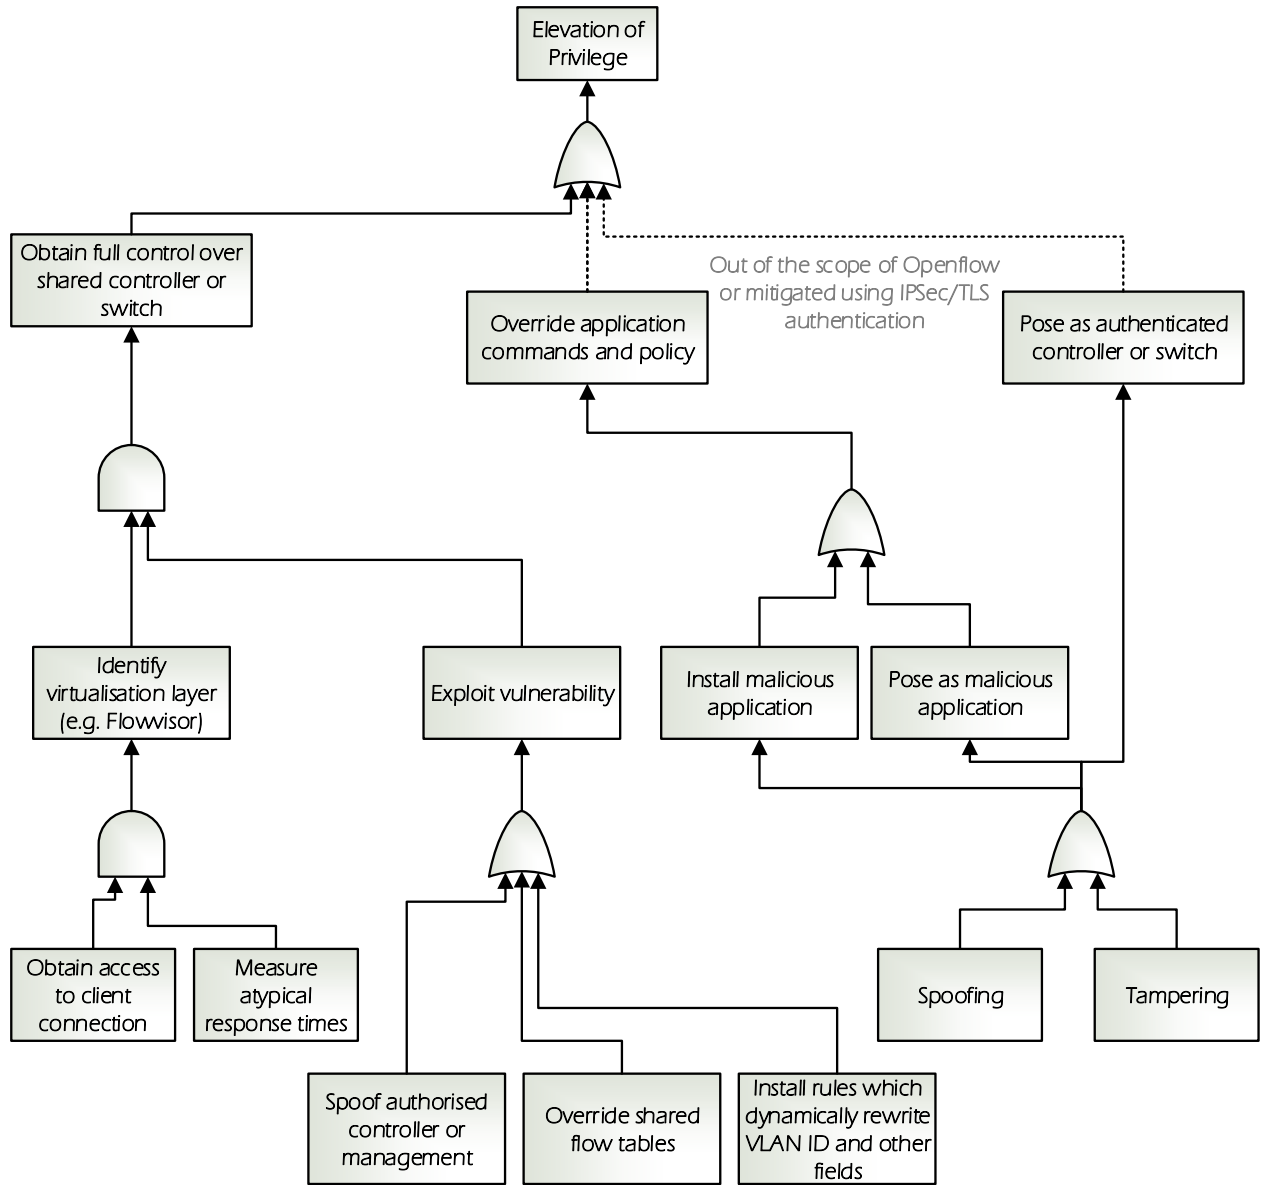 Elevation of
Privilege
Obtain full control over
shared controller or
switch
Out of the scope of Openflow
or mitigated using IPSec/TLS
authentication
Override application
commands and policy
Pose as authenticated
controller or switch
Identify
virtualisation layer
(e.g. Flowvisor)
Exploit vulnerability
Install malicious
application
Pose as malicious
application
Obtain access
to client
connection
Measure
atypical
response times
Spoofing
Tampering
Spoof authorised
controller or
management
Override shared
flow tables
Install rules which
dynamically rewrite
VLAN ID and other
fields